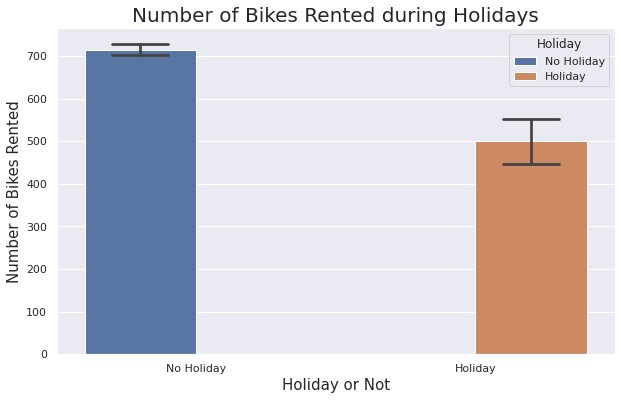 Number of Bikes Rented during Holidays
Holiday
No Holiday
Holiday
Number of Bikes Rented
700
600
500
400
300
200
100
0
No Holiday
Holiday
Holiday or Not